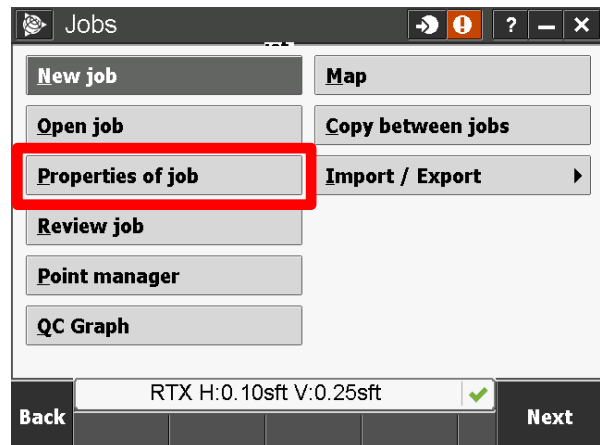 Jobs
?
New job
Map
Open job
Copy between jobs
Properties of job
Import / Export
Review job
Point manager
QC Graph
RTX H:0.10sft V:0.25sft
Back
Next